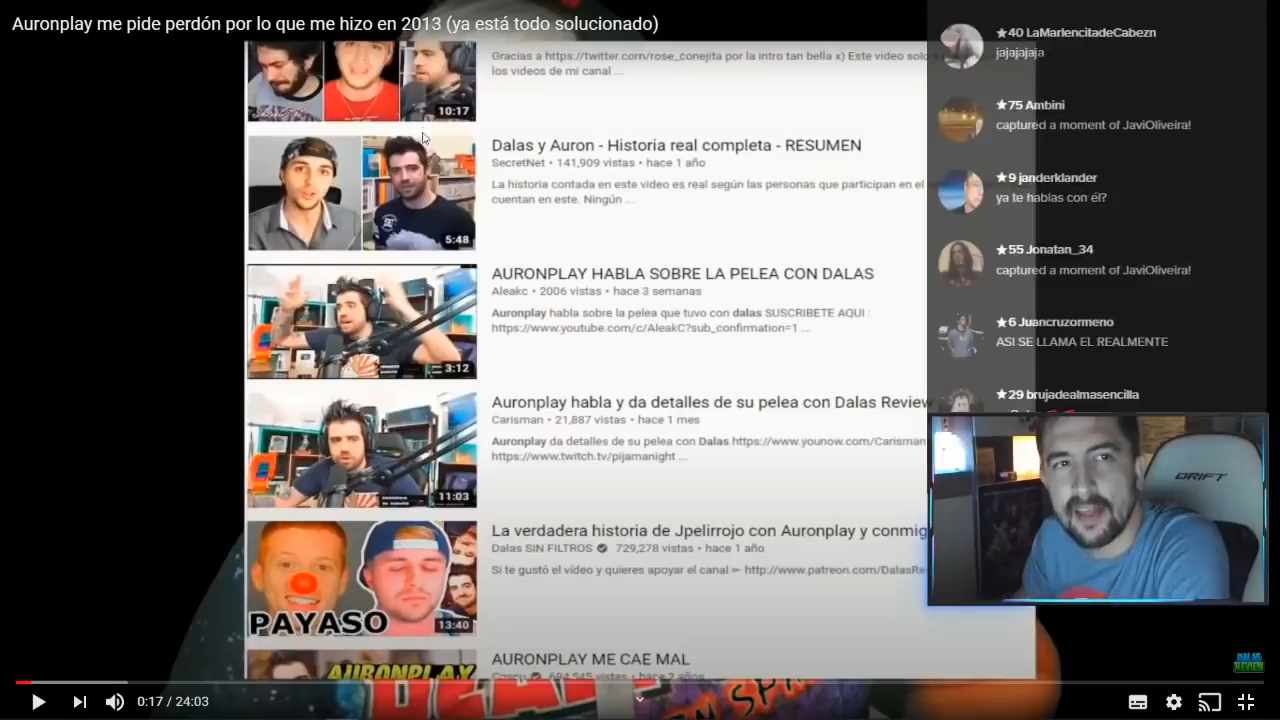 Auronplay me pide perdón por lo que me hizo en 2013 (ya está todo solucionado)
Gracias a https://twitter.com/rose_conejita por la intro tan bella x) Este video solo
los videos de mi canal ...
10:17
Dalas y Auron - Historia real completa - RESUMEN
SecretNet • 141,909 vistas • hace 1 año
La historia contada en este video es real según las personas que participan en el
cuentan en este. Ningún ...
5:48
AURONPLAY HABLA SOBRE LA PELEA CON DALAS
Aleakc • 2006 vistas • hace 3 semanas
Auronplay habla sobre la pelea que tuvo con dalas SUSCRIBETE AQUI :
https://www.youtube.com/c/AleakC?sub_confirmation=1 ...
3:12
Auronplay habla y da detalles de su pelea con Dalas Review
Carisman • 21,887 vistas • hace 1 mes
Auronplay da detalles de su pelea con Dalas https://www.younow.com/Carisman
https://www.twitch.tv/pijamanight ...
11:03
La verdadera historia de Jpelirrojo con Auronplay y conmig
Dalas SIN FILTROS 729,278 vistas • hace 1 año
Si te gustó el vídeo y quieres apoyar el canal ► http://www.patreon.com/DalasRe
PAYASO
13:40
AURONPLAY ME CAE MAL
Coscu 694,545 vistas • hace 2 años
AURONPLAY
★40 LaMarlencitadeCabezn
jajajajaja
★75 Ambini
captured a moment of JaviOliveira!
★9 janderklander
ya te hablas con él?
★55 Jonatan_34
captured a moment of JaviOliveira!
★6 Juancruzormeno
ASI SE LLAMA EL REALMENTE
★29 brujadealmasencilla
DRIFT
DALAS
REVIEW
0:17 / 24:03